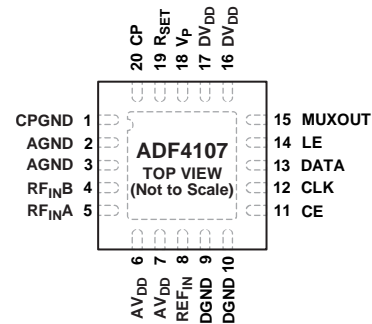 20 CP
19 RSET
18 VP
17 DVDD
16 DVDD
CPGND 1
AGND 2
AGND 3
RFINB 4
RFINA 5
ADF4107
TOP VIEW
(Not to Scale)
15 MUXOUT
14 LE
13 DATA
12 CLK
11 CE
AVDD 6
AVDD 7
REFIN 8
DGND 9
DGND 10